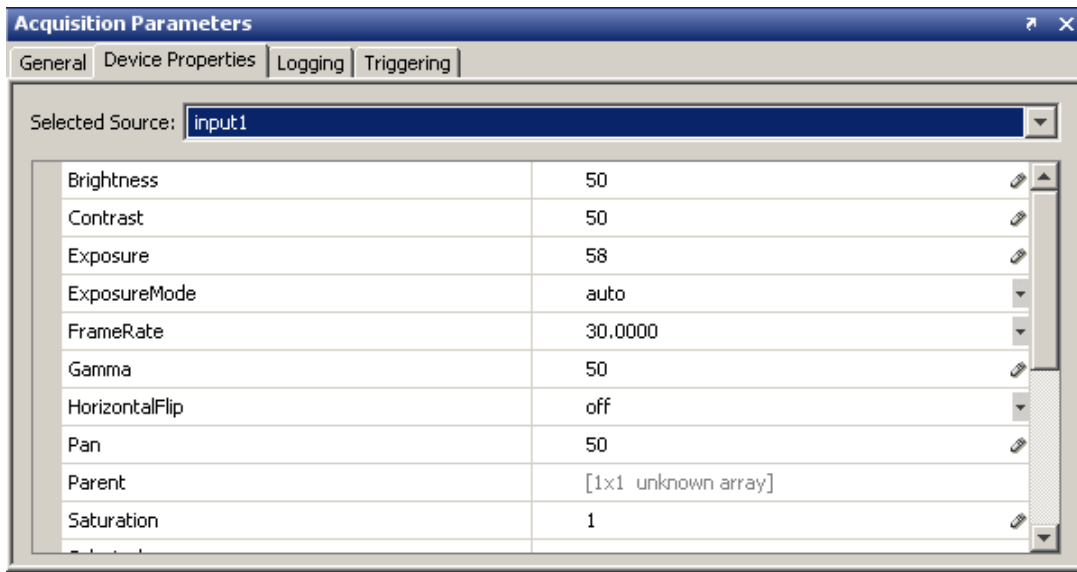 Acquisition Parameters
General Device Properties Logging Triggering
Selected Source: input1
Brightness 50
Contrast 50
Exposure 58
ExposureMode auto
FrameRate 30.0000
Gamma 50
HorizontalFlip off
Pan 50
Parent [1x1 unknown array]
Saturation 1